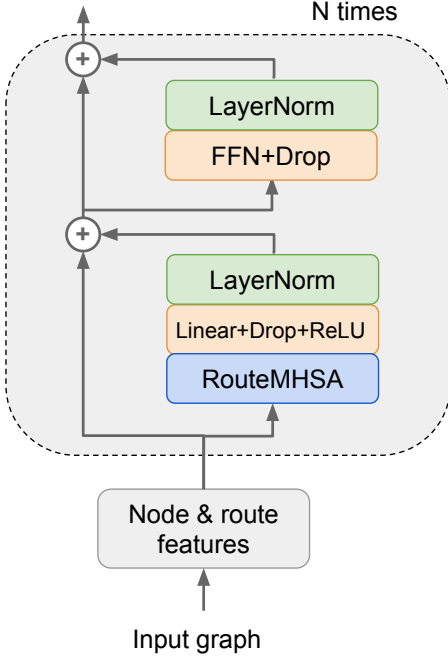 N times
+
LayerNorm
FFN+Drop
+
LayerNorm
Linear+Drop+ReLU
RouteMHSA
Node & route
features
Input graph